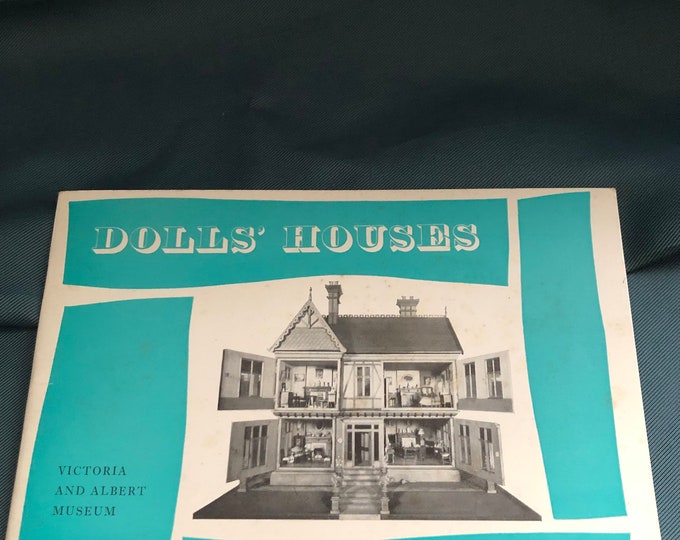 DOLLS' HOUSES
VICTORIA
AND ALBERT
MUSEUM